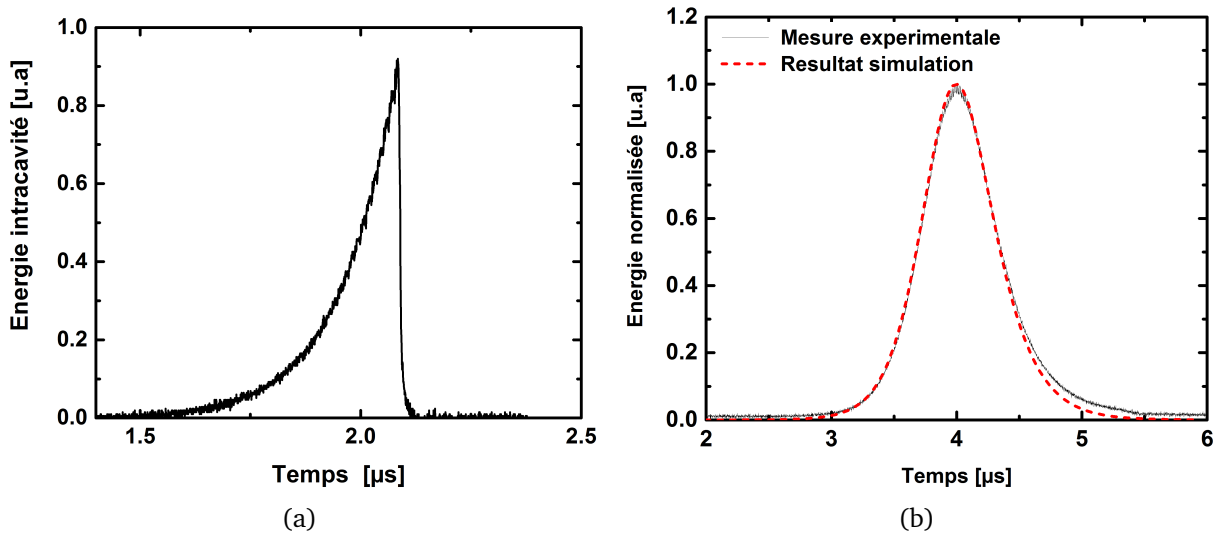 1.0
0.8
0.6
0.4
0.2
0.0
Energie intracavité [u.a]
1.5
2.0
2.5
Temps [µs]
(a)
1.2
1.0
0.8
0.6
0.4
0.2
0.0
Energie normalisée [u.a]
Mesure experimentale
Resultat simulation
2
3
4
5
6
Temps [µs]
(b)